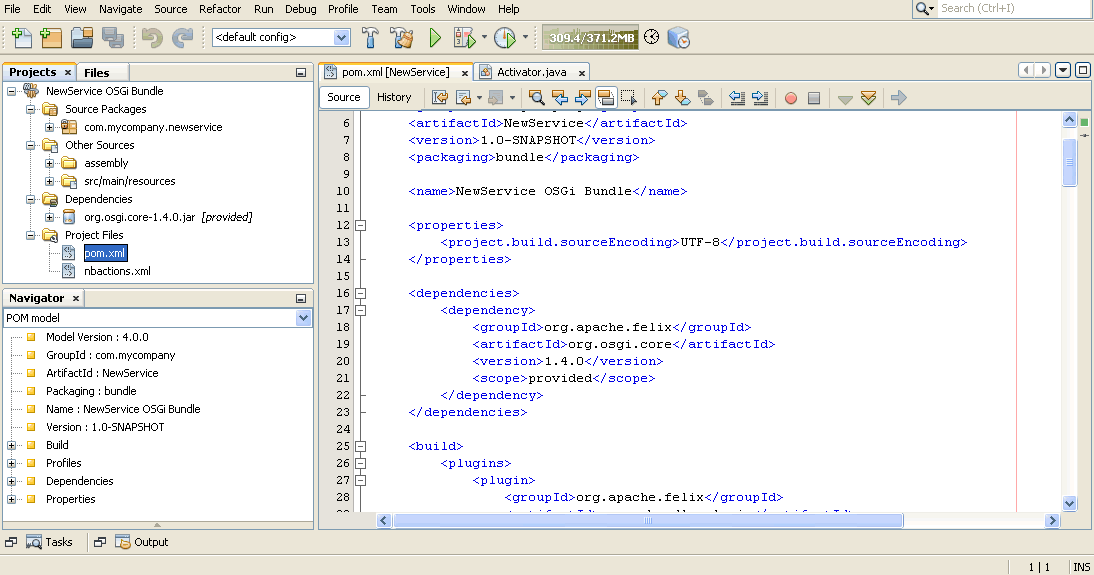 File Edit View Navigate Source Refactor Run Debug Profile Team Tools Window Help
Search (Ctrl+I)
<default config>
309.4/371.2MB
Projects Files
NewService OSGi Bundle
Source Packages
com.mycompany.newservice
Other Sources
assembly
src/main/resources
Dependencies
org.osgi.core-1.4.0.jar [provided]
Project Files
pom.xml
nbactions.xml
Navigator
POM model
Model Version : 4.0.0
GroupId : com.mycompany
ArtifactId : NewService
Packaging : bundle
Name : NewService OSGi Bundle
Version : 1.0-SNAPSHOT
Build
Profiles
Dependencies
Properties
pom.xml [NewService] Activator.java
Source History
6 <artifactId>NewService</artifactId>
7 <version>1.0-SNAPSHOT</version>
8 <packaging>bundle</packaging>
9
10 <name>NewService OSGi Bundle</name>
11
12 <properties>
13 <project.build.sourceEncoding>UTF-8</project.build.sourceEncoding>
14 </properties>
15
16 <dependencies>
17 <dependency>
18 <groupId>org.apache.felix</groupId>
19 <artifactId>org.osgi.core</artifactId>
20 <version>1.4.0</version>
21 <scope>provided</scope>
22 </dependency>
23 </dependencies>
24
25 <build>
26 <plugins>
27 <plugin>
28 <groupId>org.apache.felix</groupId>
Tasks Output
1 | 1 INS